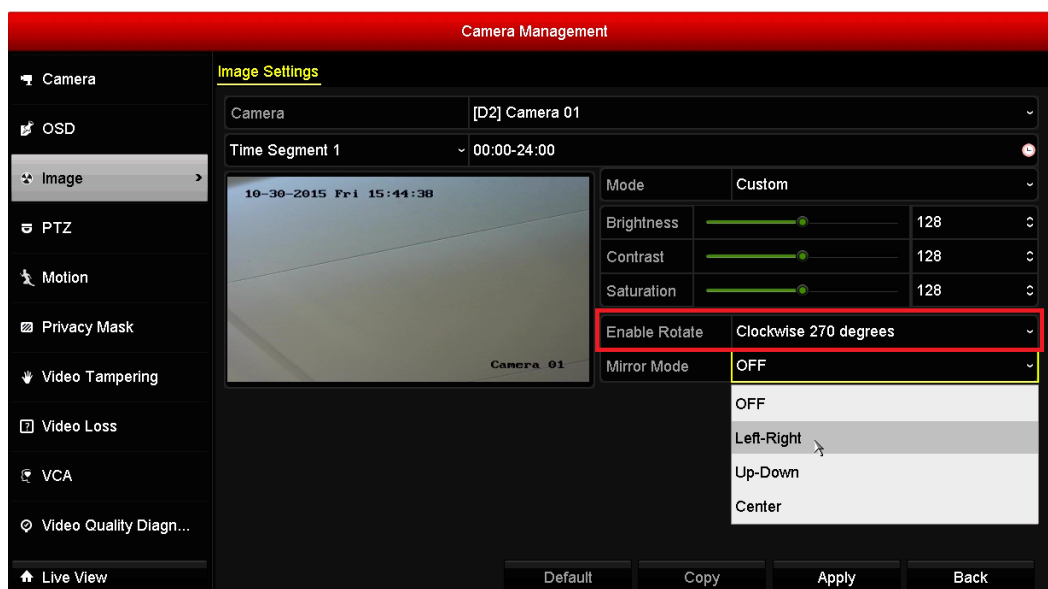 Camera Management
Camera
OSD
Image
PTZ
Motion
Privacy Mask
Video Tampering
Video Loss
VCA
Video Quality Diagn...
Live View
Image Settings
Camera [D2] Camera 01
Time Segment 1 00:00-24:00
10-30-2015 Fri 15:44:38
Camera 01
Mode Custom
Brightness 128
Contrast 128
Saturation 128
Enable Rotate Clockwise 270 degrees
Mirror Mode OFF
OFF
Left-Right
Up-Down
Center
Default Copy Apply Back